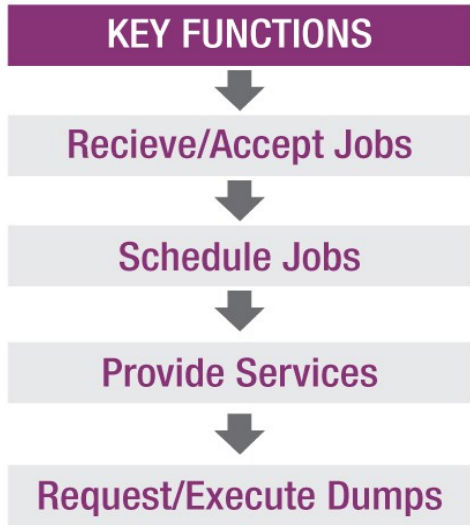 KEY FUNCTIONS
Recieve/Accept Jobs
Schedule Jobs
Provide Services
Request/Execute Dumps